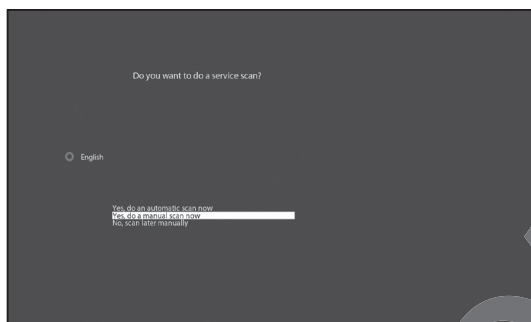 Do you want to do a service scan?
English
Yes, do an automatic scan now
Yes, do a manual scan now
No, scan later manually